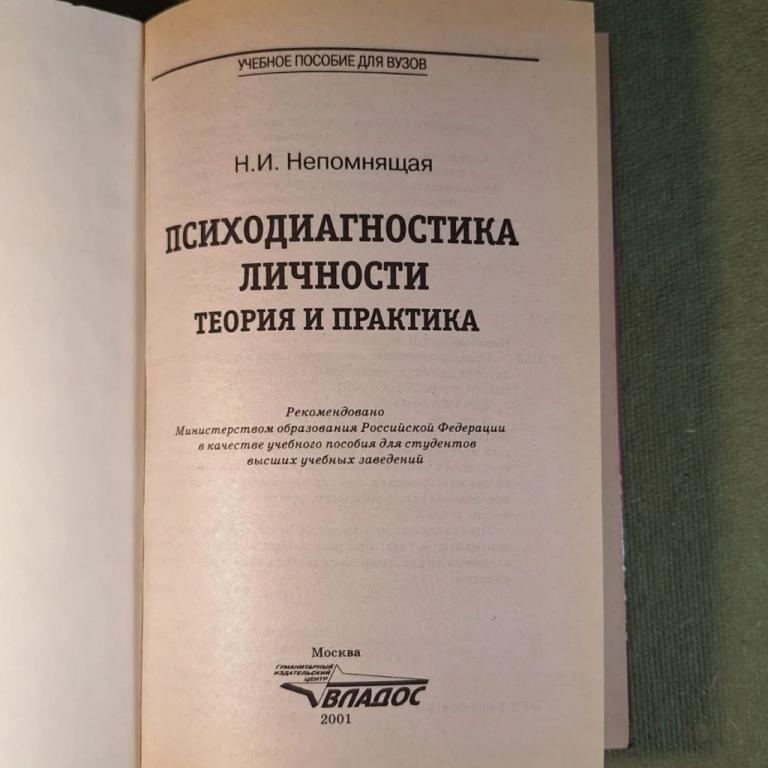 УЧЕБНОЕ ПОСОБИЕ ДЛЯ ВУЗОВ
Н.И. Непомнящая
ПСИХОДИАГНОСТИКА
ЛИЧНОСТИ
ТЕОРИЯ И ПРАКТИКА
Рекомендовано
Министерством образования Российской Федерации
в качестве учебного пособия для студентов
высших учебных заведений
Москва
ГУМАНИТАРНЫЙ
ИЗДАТЕЛЬСКИЙ
ЦЕНТР
ВЛАДОС
2001